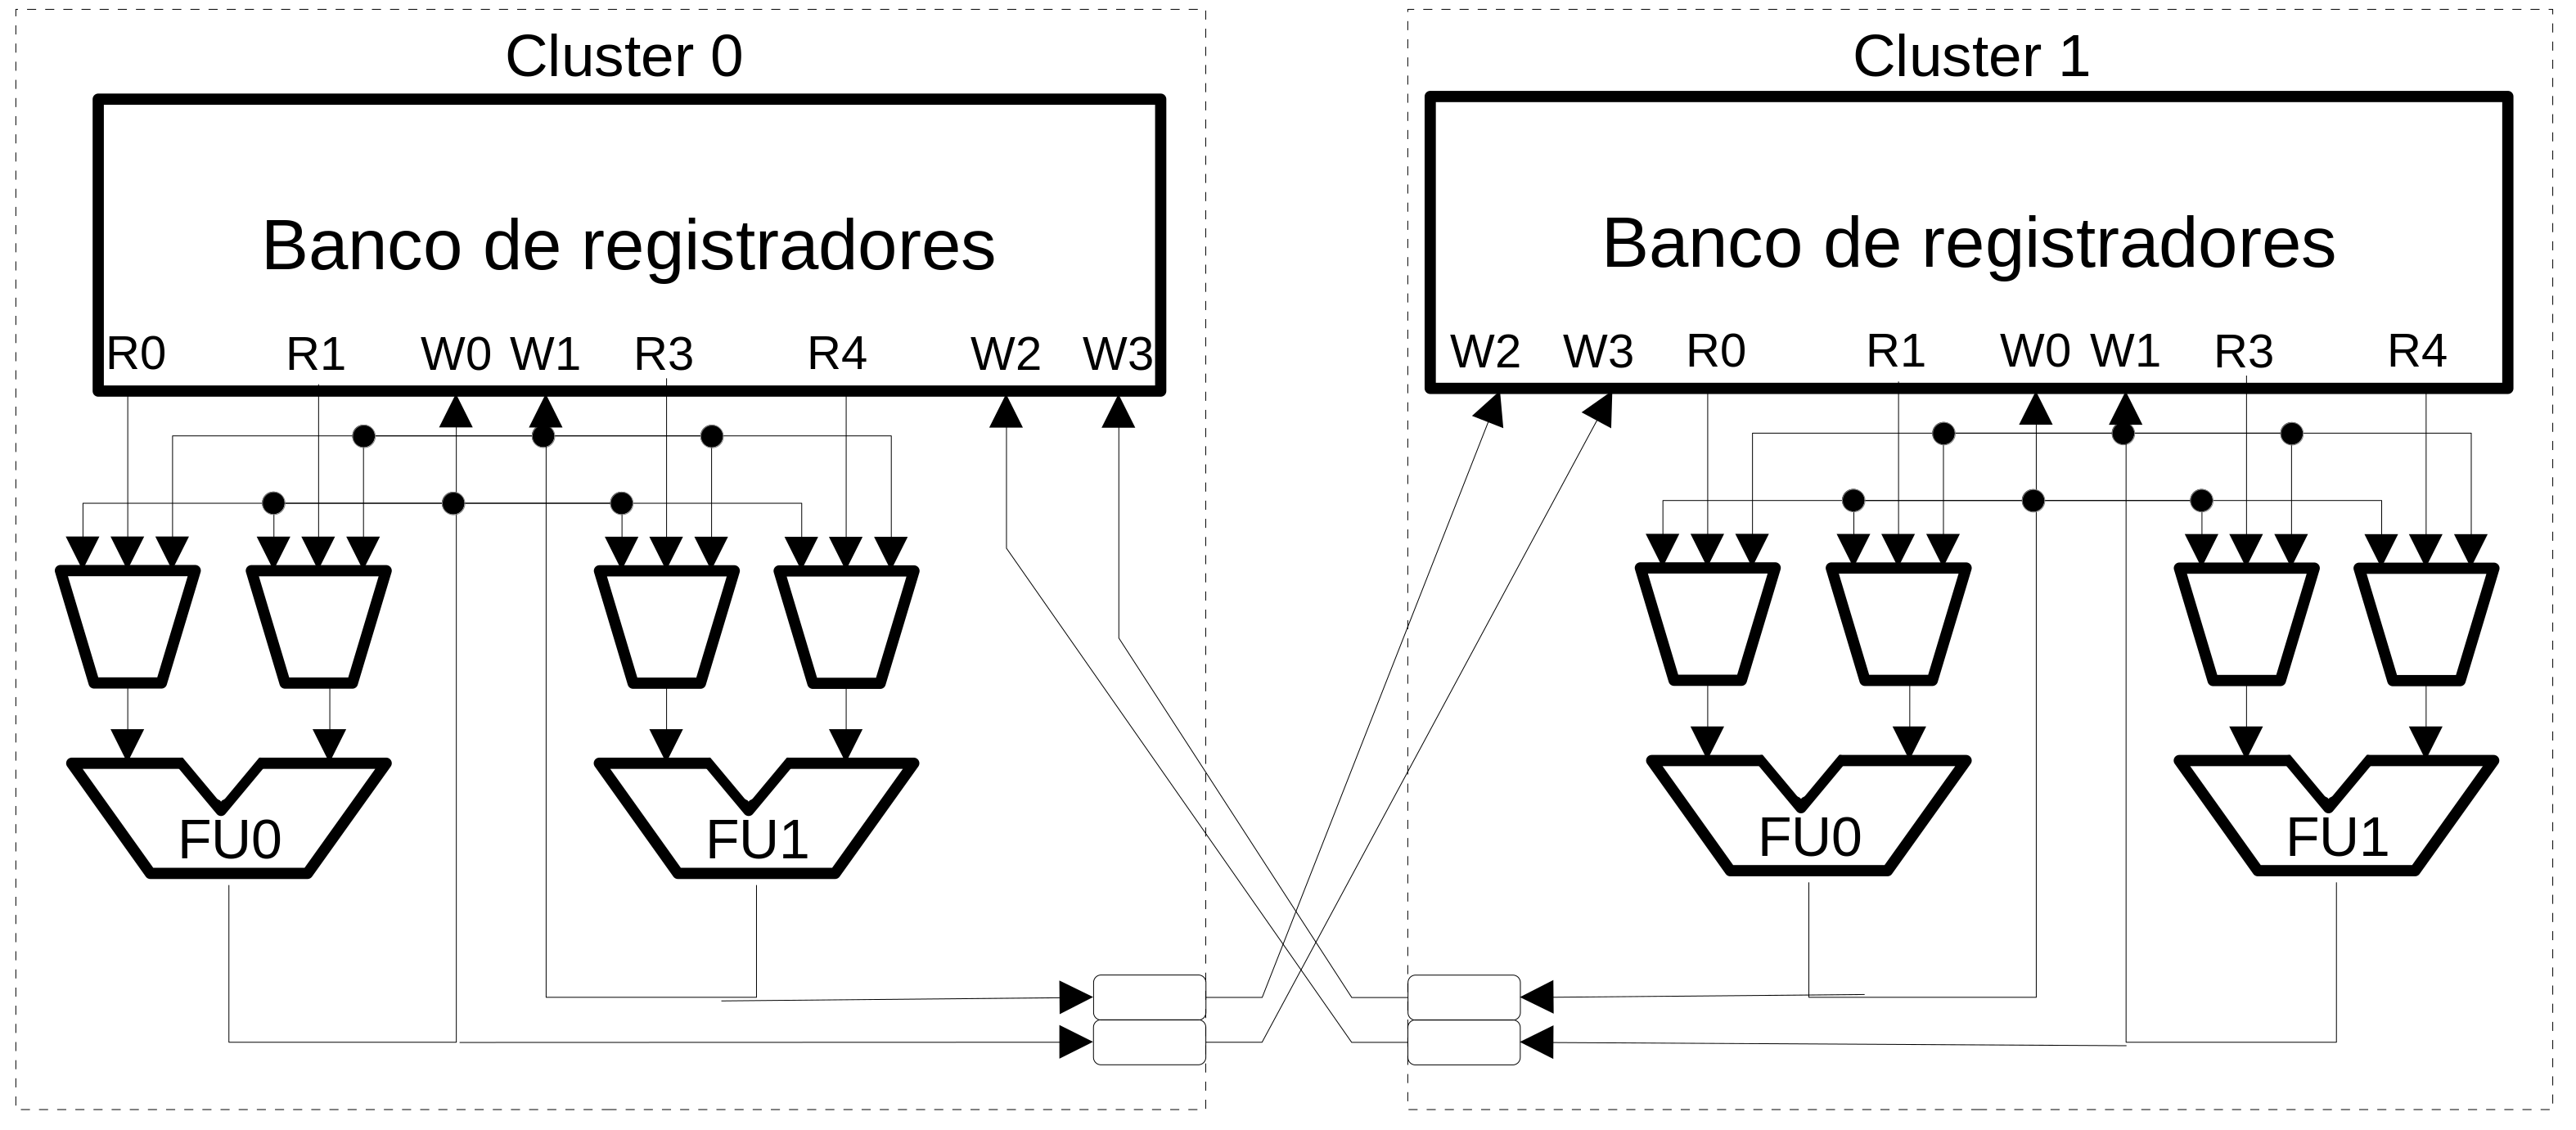 Cluster 0
Banco de registradores
R0 R1 W0 W1 R3 R4 W2 W3
FU0 FU1
Cluster 1
Banco de registradores
W2 W3 R0 R1 W0 W1 R3 R4
FU0 FU1